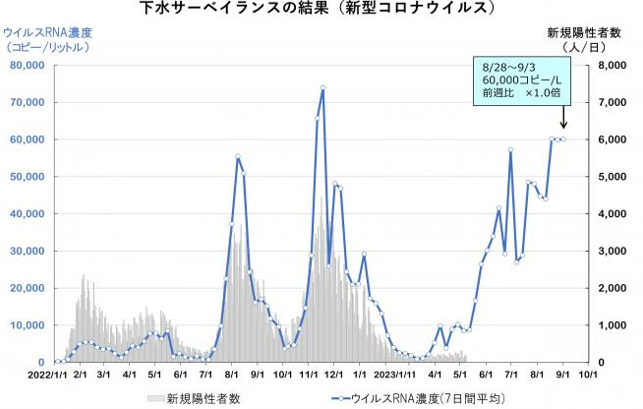 下水サーベイランスの結果（新型コロナウイルス）
ウイルスRNA濃度
（コピー/リットル）
新規陽性者数
（人/日）
8/28～9/3
60,000コピー/L
前週比　×1.0倍
80,000
70,000
60,000
50,000
40,000
30,000
20,000
10,000
0
8,000
7,000
6,000
5,000
4,000
3,000
2,000
1,000
0
2022/1/1 2/1 3/1 4/1 5/1 6/1 7/1 8/1 9/1 10/1 11/1 12/1 1/1 2023/1/11 3/1 4/1 5/1 6/1 7/1 8/1 9/1 10/1
新規陽性者数 ウイルスRNA濃度(7日間平均)